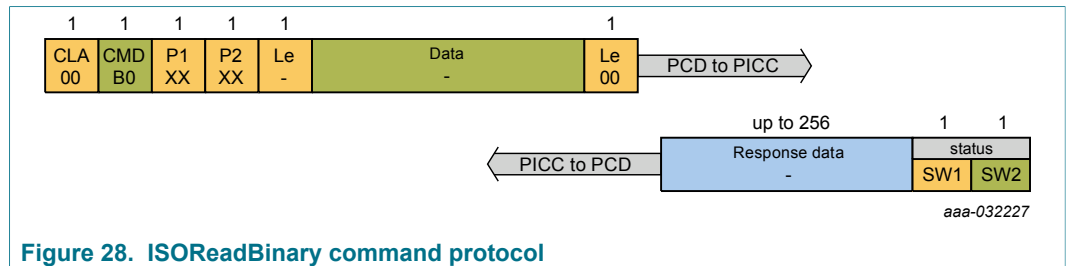 1 1 1 1 1 1
CLA CMD P1 P2 Le Data Le
00 B0 XX XX - - 00
PCD to PICC
up to 256 1 1
Response data status
- SW1 SW2
PICC to PCD
aaa-032227
Figure 28. ISOReadBinary command protocol